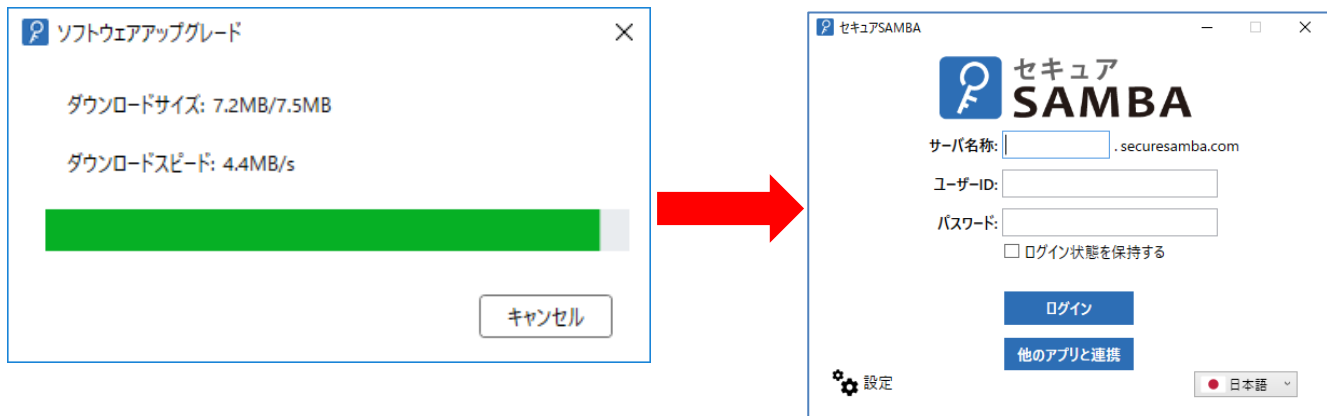 ソフトウェアアップグレード
ダウンロードサイズ: 7.2MB/7.5MB
ダウンロードスピード: 4.4MB/s
キャンセル
セキュアSAMBA
セキュア
SAMBA
サーバ名称: . securesamba.com
ユーザーID:
パスワード:
ログイン状態を保持する
ログイン
他のアプリと連携
設定
日本語